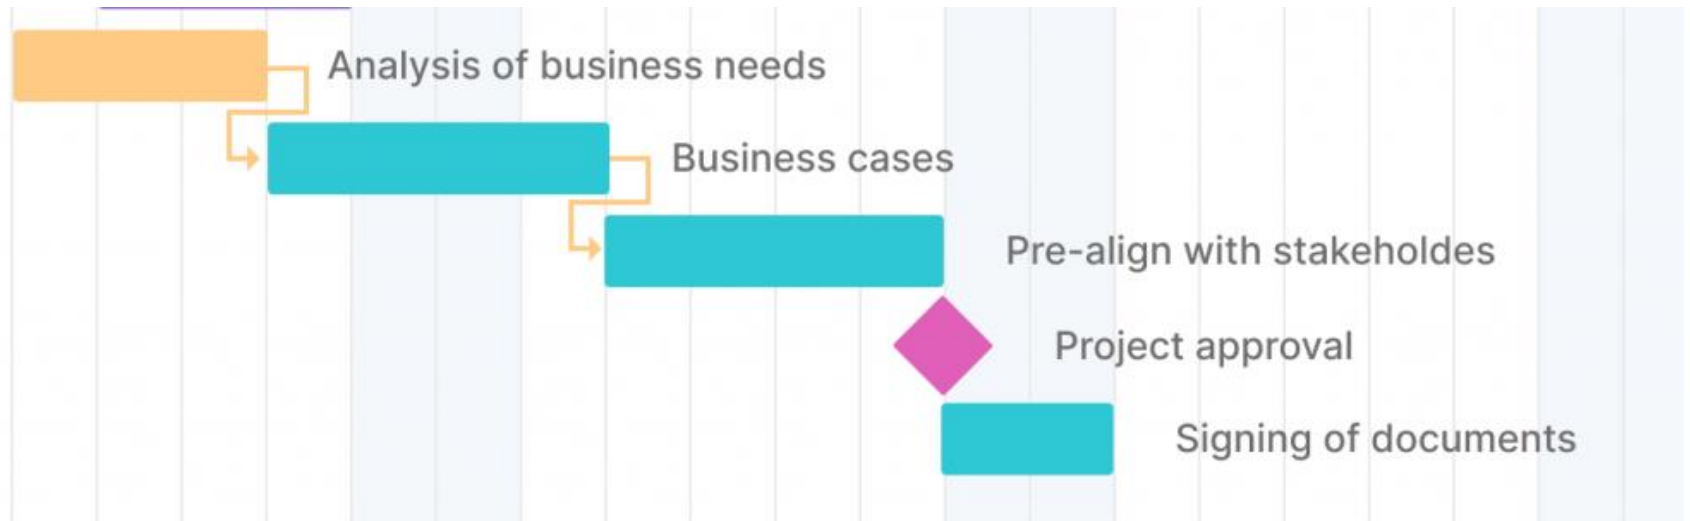 Analysis of business needs
Business cases
Pre-align with stakeholdes
Project approval
Signing of documents